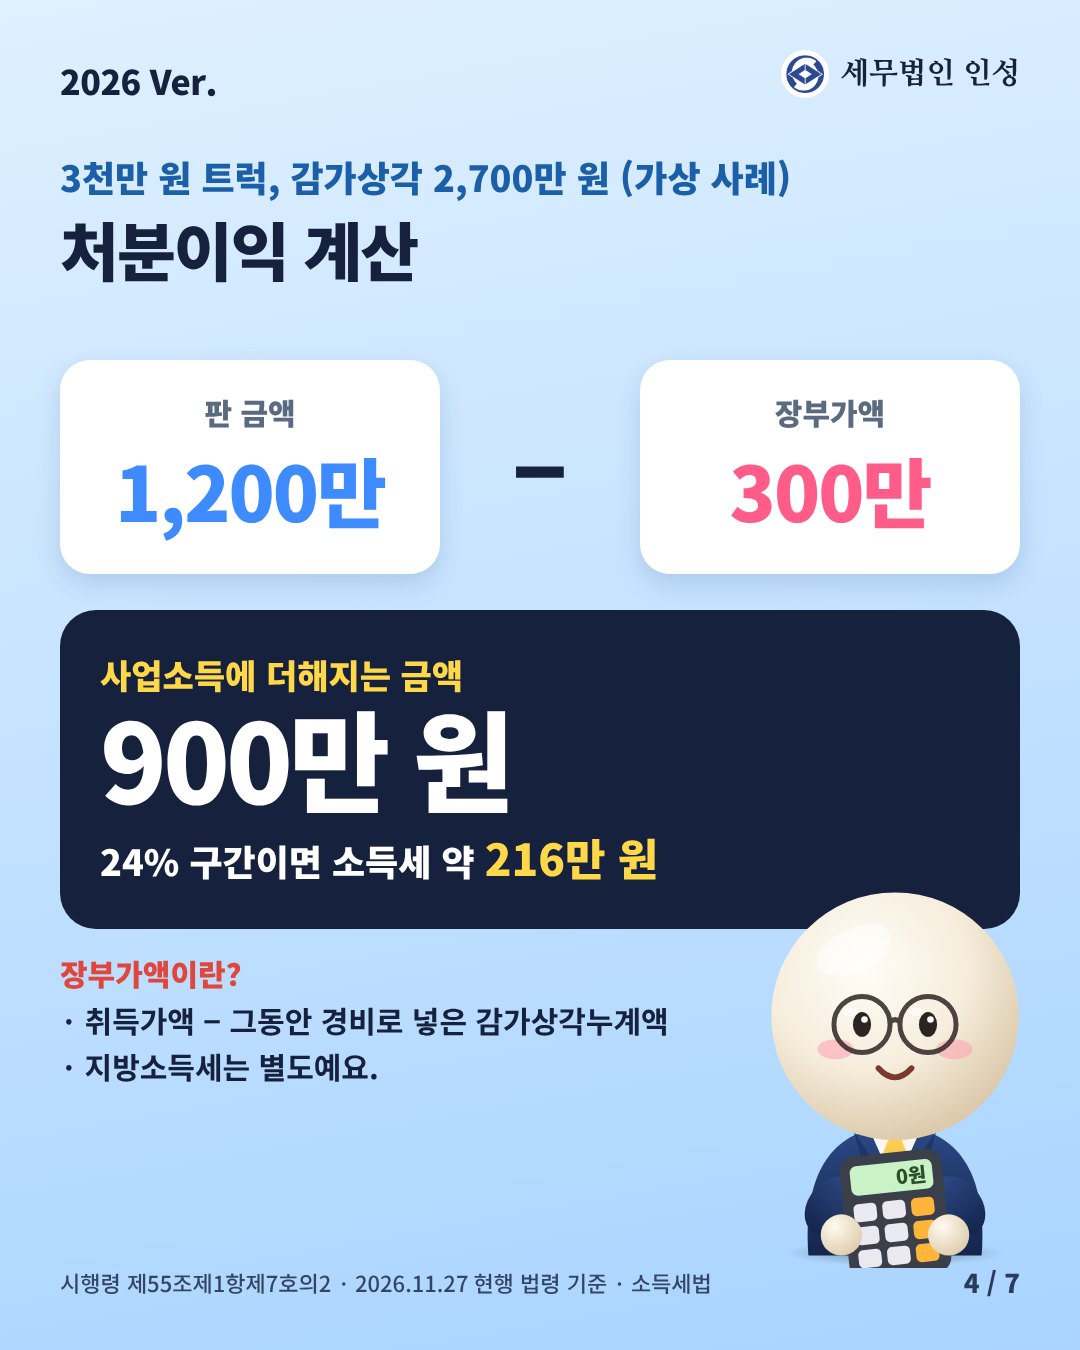 2026 Ver.
세무법인 인성
3천만 원 트럭, 감가상각 2,700만 원 (가상 사례)
처분이익 계산
판 금액
1,200만
–
장부가액
300만
사업소득에 더해지는 금액
900만 원
24% 구간이면 소득세 약 216만 원
장부가액이란?
· 취득가액 – 그동안 경비로 넣은 감가상각누계액
· 지방소득세는 별도예요.
0원
시행령 제55조제1항제7호의2 · 2026.11.27 현행 법령 기준 · 소득세법
4 / 7